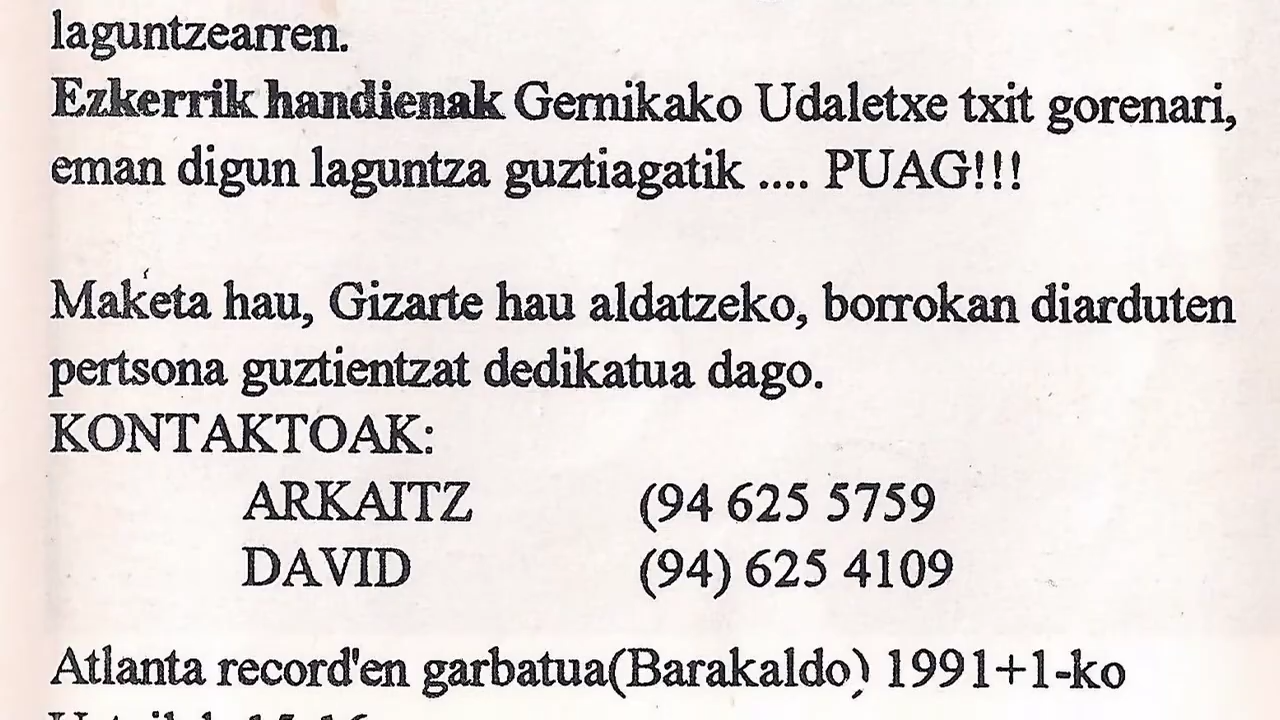 laguntzearren.
Ezkerrik handienak Gernikako Udaletxe txit gorenari,
eman digun laguntza guztiagatik .... PUAG!!!
Maketa hau, Gizarte hau aldatzeko, borrokan diarduten
pertsona guztientzat dedikatua dago.
KONTAKTOAK:
ARKAITZ (94 625 5759
DAVID (94) 625 4109
Atlanta record'en garbatua(Barakaldo) 1991+1-ko